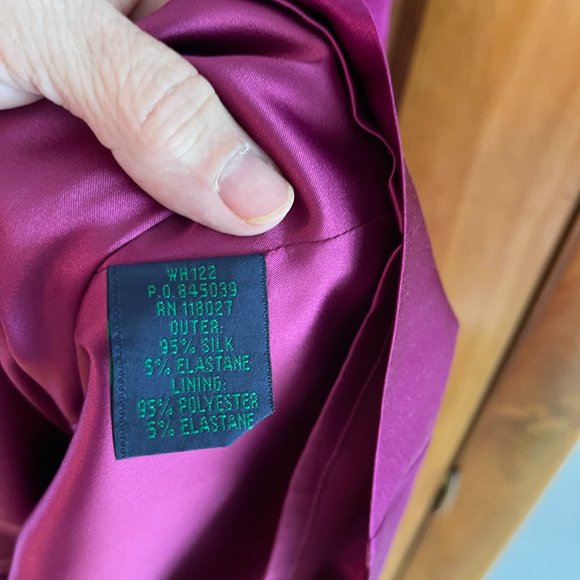 WH122
P.O.845039
RN 118027
OUTER:
95% SILK
5% ELASTANE
LINING:
95% POLYESTER
5% ELASTANE